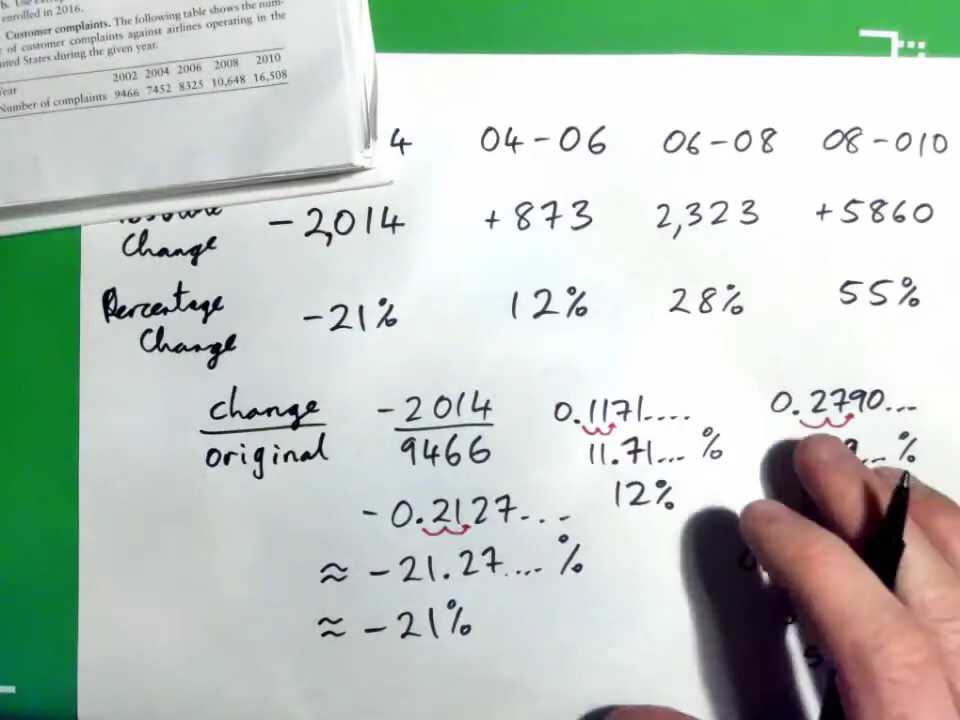 enrolled in 2016.
Customer complaints. The following table shows the num-
of customer complaints against airlines operating in the
United States during the given year.
Year 2002 2004 2006 2008 2010
Number of complaints 9466 7452 8325 10,648 16,508
4 04-06 06-08 08-010
Change -2,014 +873 2,323 +5860
Percentage Change -21% 12% 28% 55%
change -2014 0.1171.... 0.2790...
original 9466 11.71... % ... %
-0.2127... 12%
≈ -21.27.... %
≈ -21%